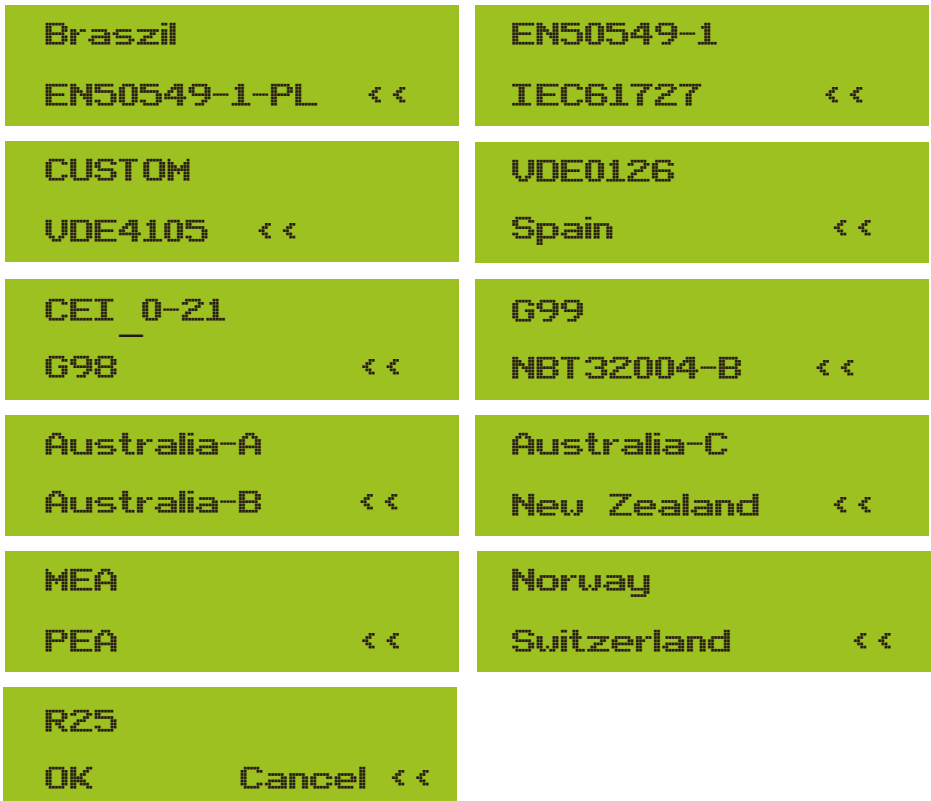 Braszil
EN50549-1-PL <<
EN50549-1
IEC61727 <<
CUSTOM
VDE4105 <<
VDE0126
Spain <<
CEI_0-21
G98 <<
G99
NBT32004-B <<
Australia-A
Australia-B <<
Australia-C
New Zealand <<
MEA
PEA <<
Norway
Switzerland <<
R25
OK Cancel <<